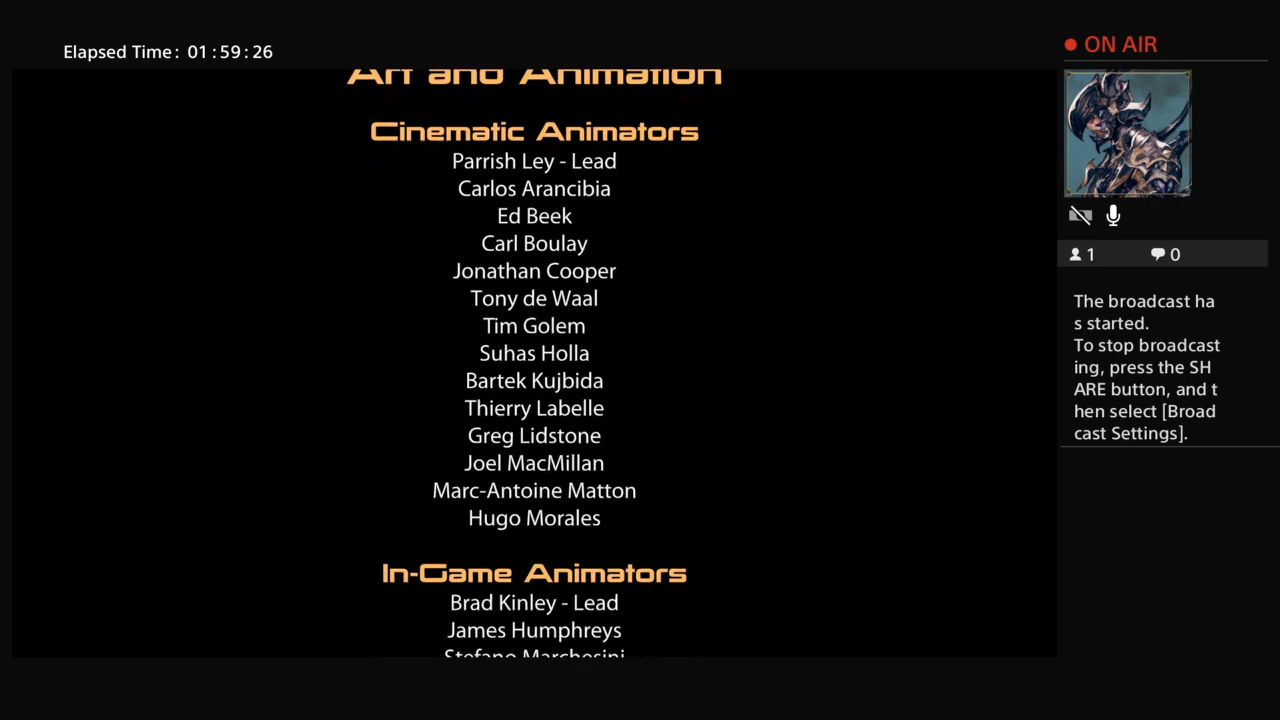 Elapsed Time: 01:59:26
ON AIR
Art and Animation
Cinematic Animators
Parrish Ley - Lead
Carlos Arancibia
Ed Beek
Carl Boulay
Jonathan Cooper
Tony de Waal
Tim Golem
Suhas Holla
Bartek Kujbida
Thierry Labelle
Greg Lidstone
Joel MacMillan
Marc-Antoine Matton
Hugo Morales
In-Game Animators
Brad Kinley - Lead
James Humphreys
Stefano Marchesini
1
0
The broadcast ha
s started.
To stop broadcast
ing, press the SH
ARE button, and t
hen select [Broad
cast Settings].